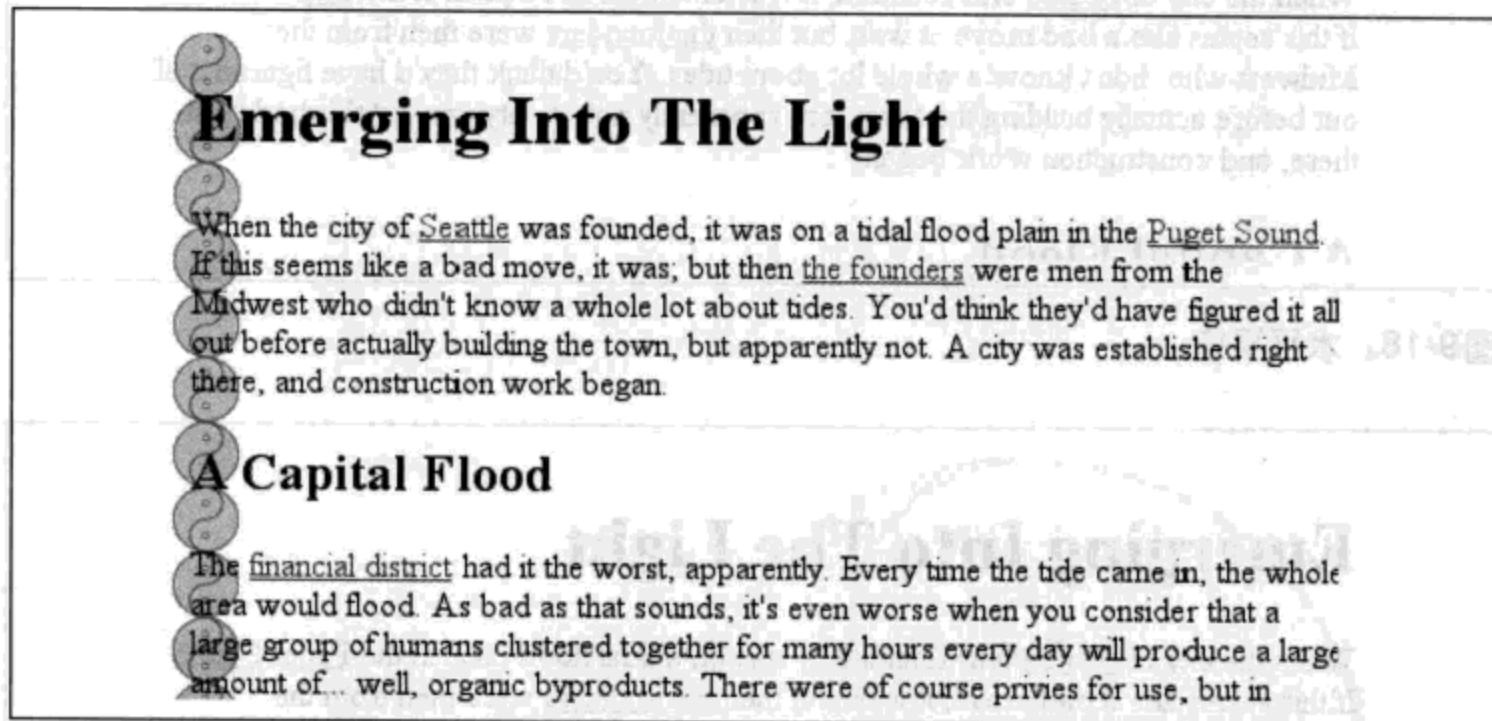 Emerging Into The Light
When the city of Seattle was founded, it was on a tidal flood plain in the Puget Sound.
If this seems like a bad move, it was; but then the founders were men from the
Midwest who didn't know a whole lot about tides. You'd think they'd have figured it all
out before actually building the town, but apparently not. A city was established right
there, and construction work began.
A Capital Flood
The financial district had it the worst, apparently. Every time the tide came in, the whole
area would flood. As bad as that sounds, it's even worse when you consider that a
large group of humans clustered together for many hours every day will produce a large
amount of... well, organic byproducts. There were of course privies for use, but in